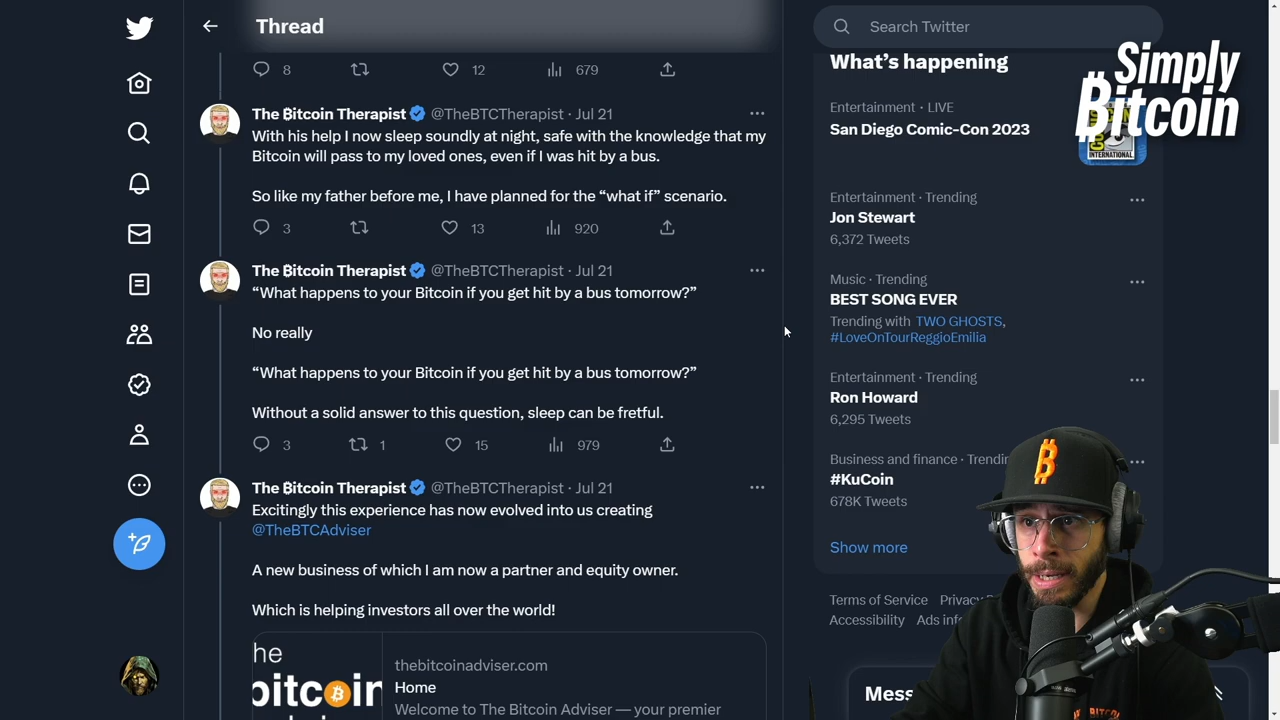 Thread
Search Twitter
8 12 679
What’s happening
Simply
₿itcoin
The ₿itcoin Therapist @TheBTCTherapist · Jul 21
With his help I now sleep soundly at night, safe with the knowledge that my
Bitcoin will pass to my loved ones, even if I was hit by a bus.
So like my father before me, I have planned for the “what if” scenario.
3 13 920
The ₿itcoin Therapist @TheBTCTherapist · Jul 21
“What happens to your Bitcoin if you get hit by a bus tomorrow?”
No really
“What happens to your Bitcoin if you get hit by a bus tomorrow?”
Without a solid answer to this question, sleep can be fretful.
3 1 15 979
The ₿itcoin Therapist @TheBTCTherapist · Jul 21
Excitingly this experience has now evolved into us creating
@TheBTCAdviser
A new business of which I am now a partner and equity owner.
Which is helping investors all over the world!
he
bitcoin
thebitcoinadviser.com
Home
Welcome to The Bitcoin Adviser — your premier
Entertainment · LIVE
San Diego Comic-Con 2023
COMIC CON
INTERNATIONAL
Entertainment · Trending
Jon Stewart
6,372 Tweets
Music · Trending
BEST SONG EVER
Trending with TWO GHOSTS,
#LoveOnTourReggioEmilia
Entertainment · Trending
Ron Howard
6,295 Tweets
Business and finance · Trendin
#KuCoin
678K Tweets
Show more
Terms of Service Privacy
Accessibility Ads inf
Mess